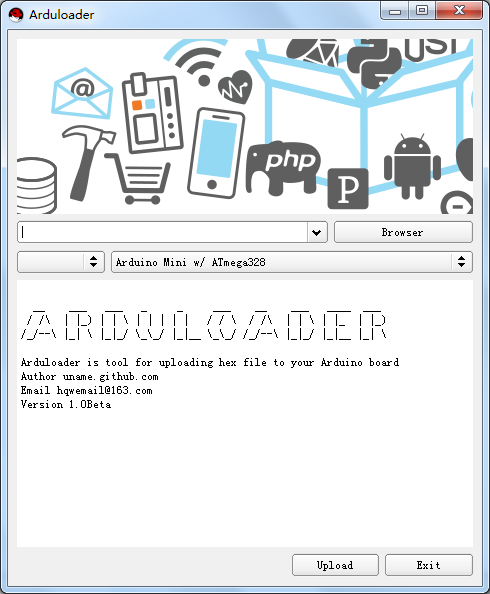 Arduloader
UST
@
php
P
Browser
Arduino Mini w/ ATmega328
ARDULOADER
Arduloader is tool for uploading hex file to your Arduino board
Author uname.github.com
Email hqwemail@163.com
Version 1.0Beta
Upload
Exit